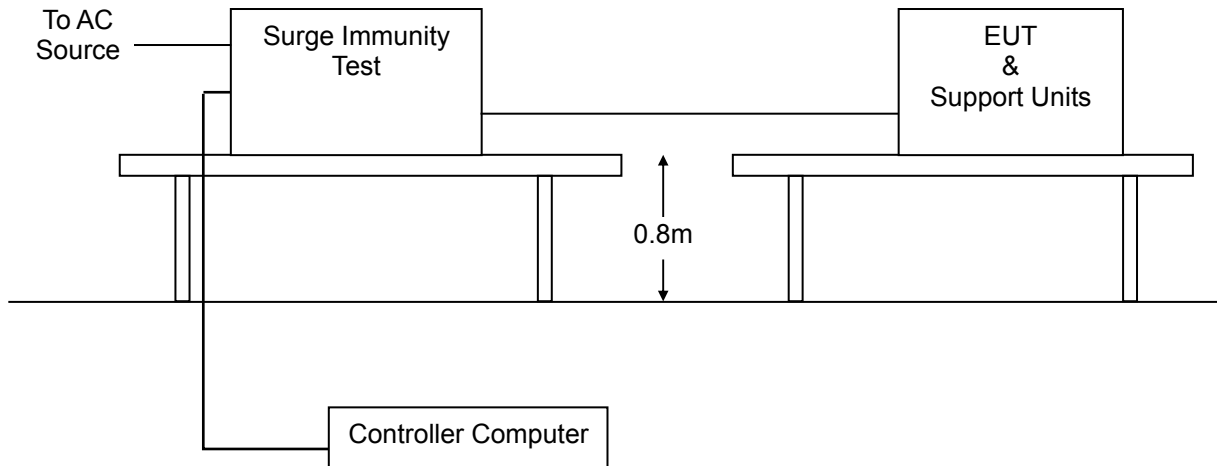 To AC
Source
Surge Immunity
Test
EUT
&
Support Units
0.8m
Controller Computer